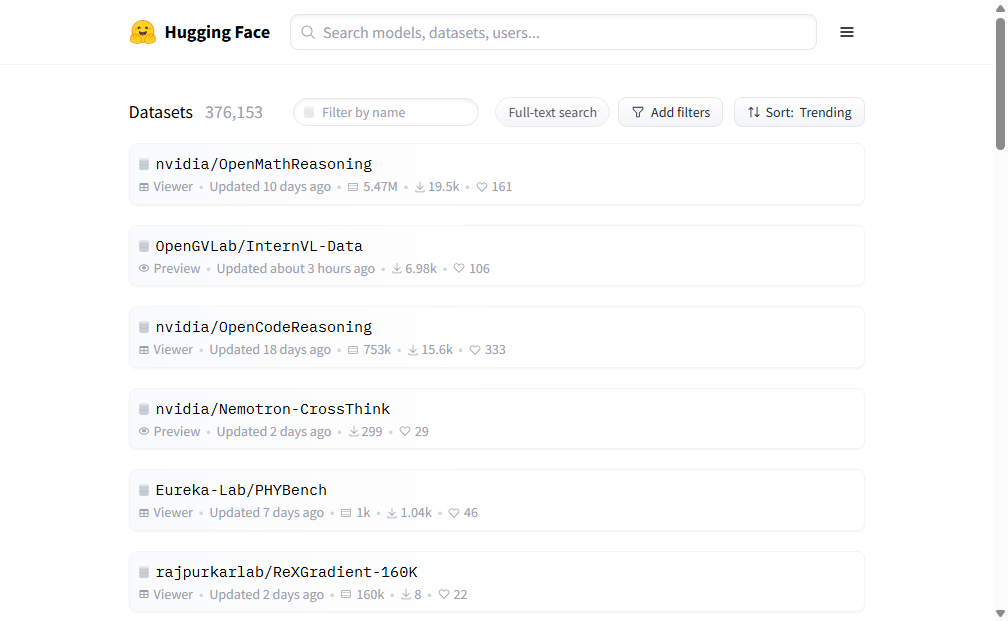 Hugging Face Search models, datasets, users...
Datasets 376,153 Filter by name Full-text search Add filters Sort: Trending
nvidia/OpenMathReasoning
Viewer • Updated 10 days ago • 5.47M • 19.5k • 161
OpenGVLab/InternVL-Data
Preview • Updated about 3 hours ago • 6.98k • 106
nvidia/OpenCodeReasoning
Viewer • Updated 18 days ago • 753k • 15.6k • 333
nvidia/Nemotron-CrossThink
Preview • Updated 2 days ago • 299 • 29
Eureka-Lab/PHYBench
Viewer • Updated 7 days ago • 1k • 1.04k • 46
rajpurkarlab/ReXGradient-160K
Viewer • Updated 2 days ago • 160k • 8 • 22